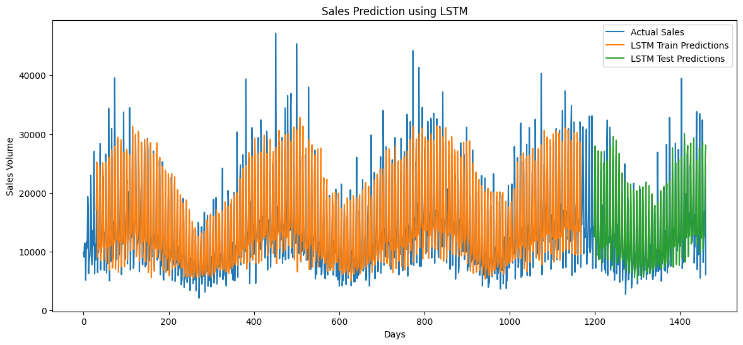 Sales Prediction using LSTM
Actual Sales
LSTM Train Predictions
LSTM Test Predictions
Sales Volume
40000
30000
20000
10000
0
0 200 400 600 800 1000 1200 1400
Days